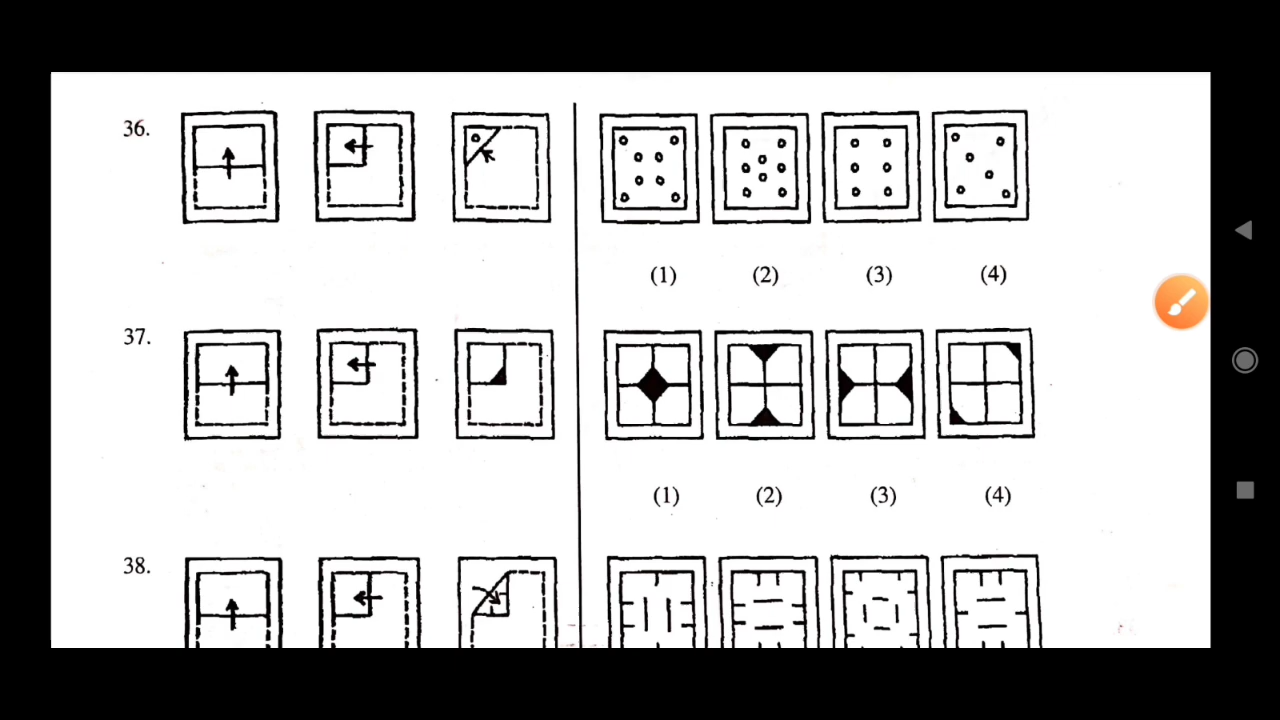 36.
(1) (2) (3) (4)
37.
(1) (2) (3) (4)
38.